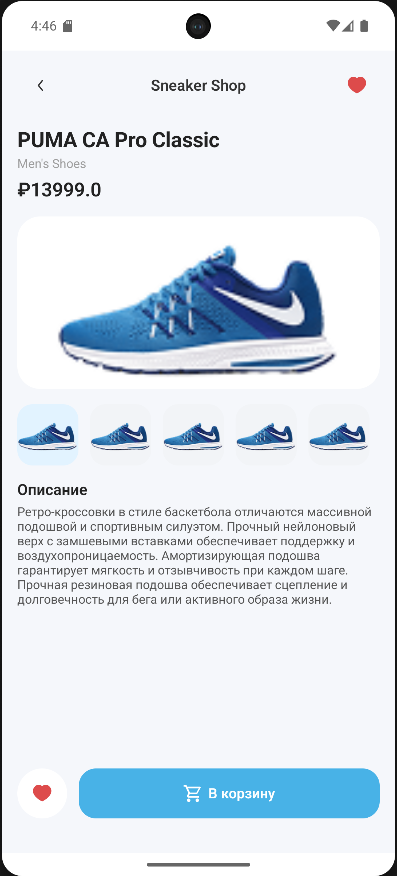 4:46
Sneaker Shop
PUMA CA Pro Classic
Men's Shoes
₽13999.0
Описание
Ретро-кроссовки в стиле баскетбола отличаются массивной
подошвой и спортивным силуэтом. Прочный нейлоновый
верх с замшевыми вставками обеспечивает поддержку и
воздухопроницаемость. Амортизирующая подошва
гарантирует мягкость и отзывчивость при каждом шаге.
Прочная резиновая подошва обеспечивает сцепление и
долговечность для бега или активного образа жизни.
В корзину